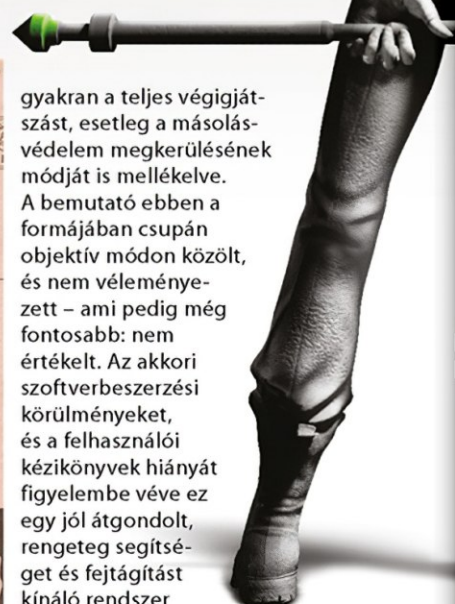 gyakran a teljes végigját-
szást, esetleg a másolás-
védelem megkerülésének
módját is mellékelve.
A bemutató ebben a
formájában csupán
objektív módon közölt,
és nem véleménye-
zett – ami pedig még
fontosabb: nem
értékelt. Az akkori
szoftverbeszerzési
körülményeket,
és a felhasználói
kézikönyvek hiányát
figyelembe véve ez
egy jól átgondolt,
rengeteg segítsé-
get és fejtágítást
kínáló rendszer